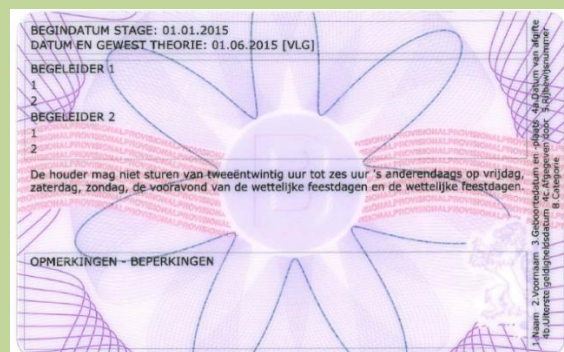 BEGINDATUM STAGE: 01.01.2015
DATUM EN GEWEST THEORIE: 01.06.2015 [VLG]
BEGELEIDER 1
1
2
BEGELEIDER 2
1
2
PROVISIONAL PROVISIONAL PROVISIONAL
De houder mag niet sturen van tweeëntwintig uur tot zes uur 's anderendaags op vrijdag,
zaterdag, zondag, de vooravond van de wettelijke feestdagen en de wettelijke feestdagen.
OPMERKINGEN - BEPERKINGEN
1.Naam 2.Voornaam 3.Geboortedatum en -plaats 4a.Datum van afgifte
4b.Uiterste geldigheidsdatum 4c.Afgegeven door 5.Rijbewijsnummer
8.Categorie